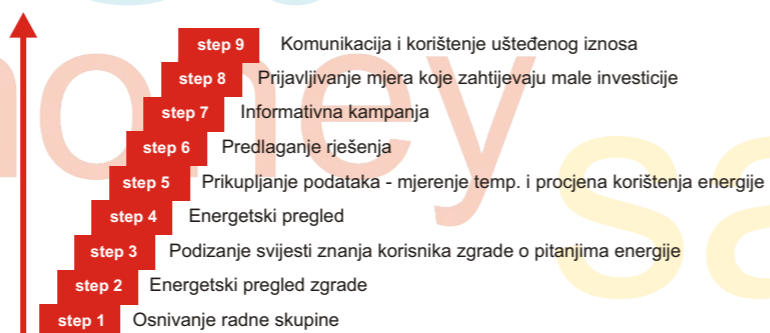 step 9 Komunikacija i korištenje ušteđenog iznosa
step 8 Prijavljivanje mjera koje zahtijevaju male investicije
step 7 Informativna kampanja
step 6 Predlaganje rješenja
step 5 Prikupljanje podataka - mjerenje temp. i procjena korištenja energije
step 4 Energetski pregled
step 3 Podizanje svijesti znanja korisnika zgrade o pitanjima energije
step 2 Energetski pregled zgrade
step 1 Osnivanje radne skupine